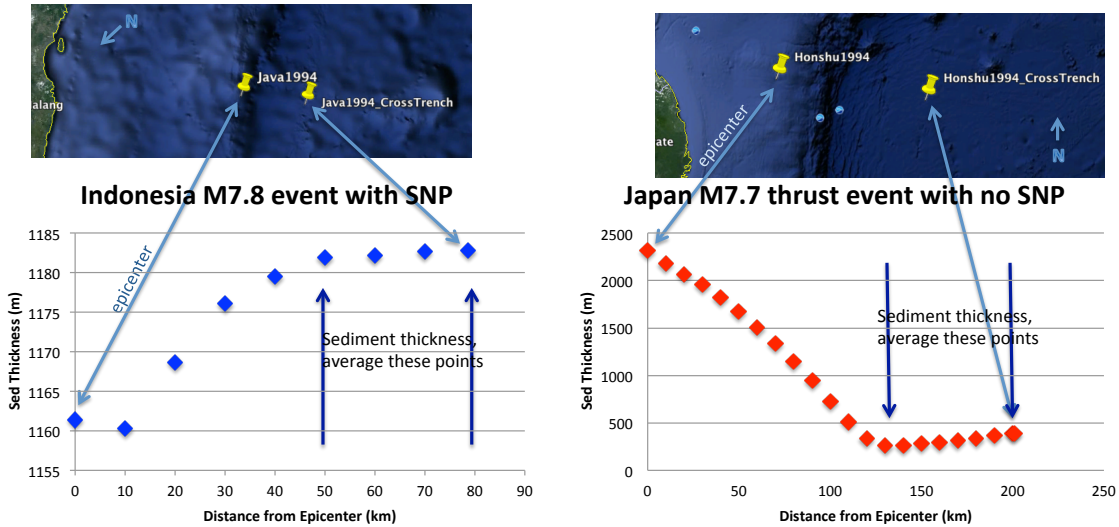 N
alang
Java1994
Java1994_CrossTrench
Honshu1994
Honshu1994_CrossTrench
ate
N
Indonesia M7.8 event with SNP
1185
1180
1175
1170
1165
1160
1155
Sed Thickness (m)
epicenter
Sediment thickness,
average these points
0 10 20 30 40 50 60 70 80 90
Distance from Epicenter (km)
epicenter
Japan M7.7 thrust event with no SNP
2500
2000
1500
1000
500
0
Sed Thickness (m)
Sediment thickness,
average these points
0 50 100 150 200 250
Distance from Epicenter (km)